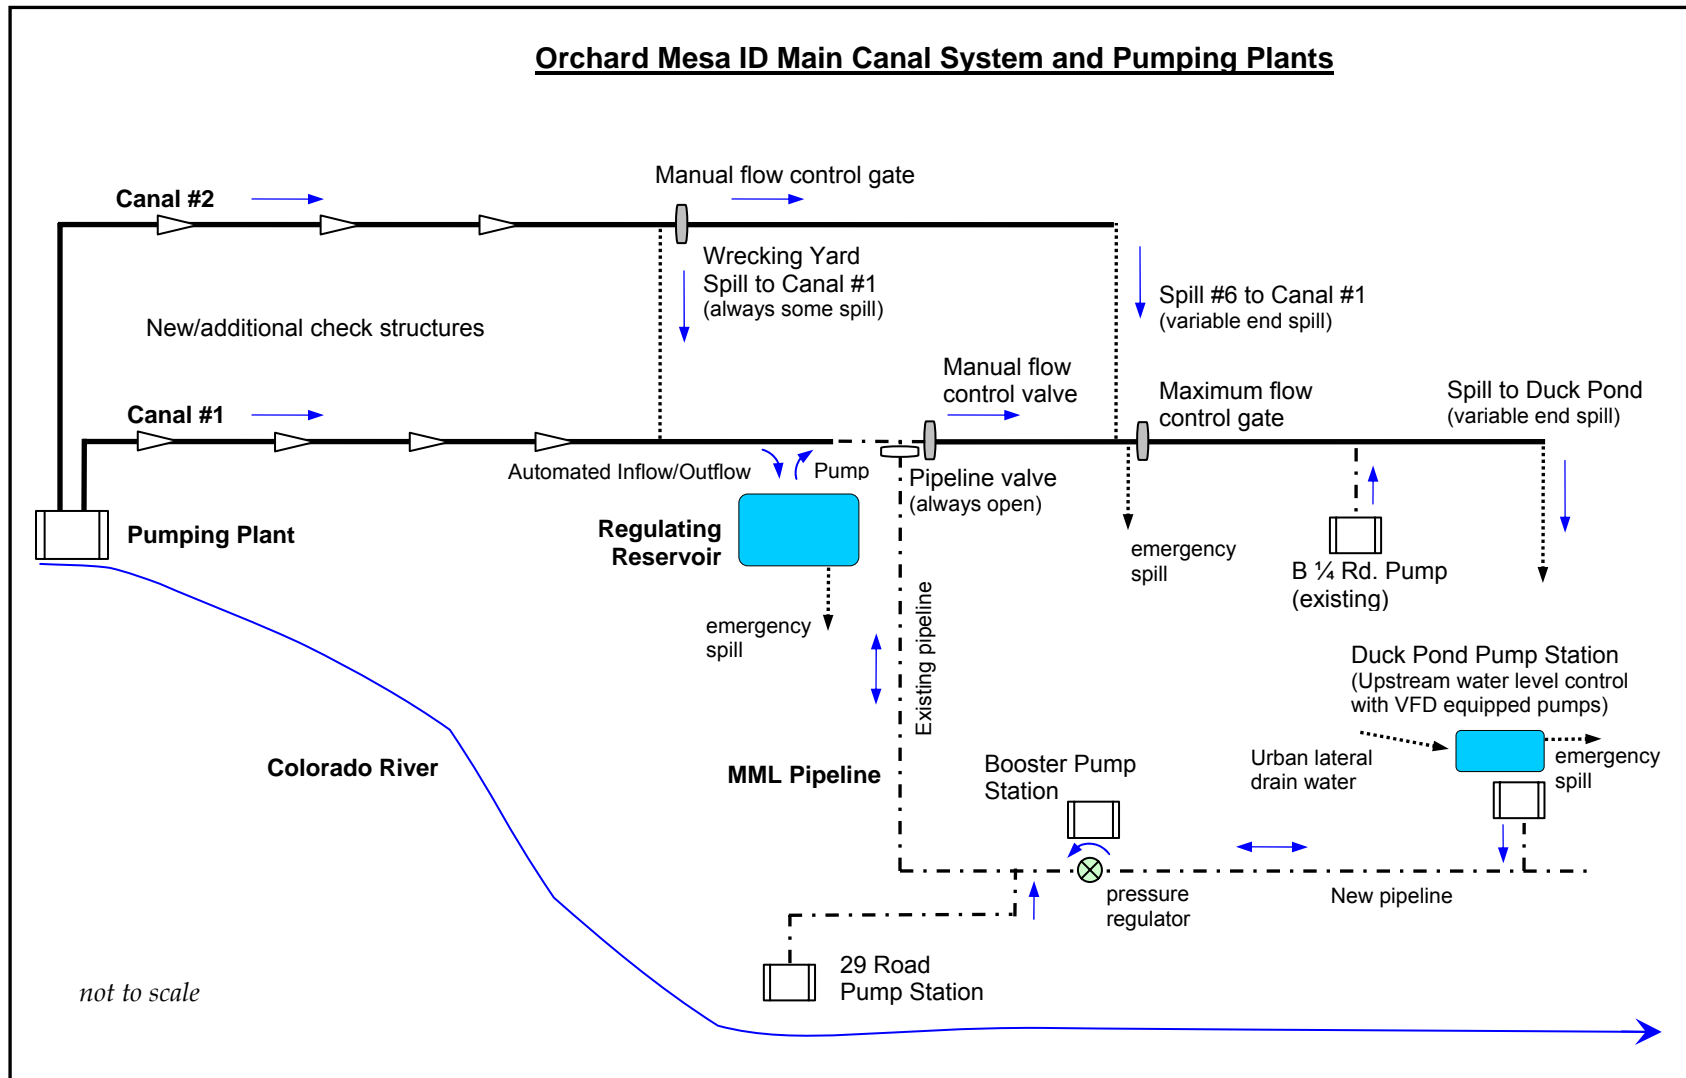 Orchard Mesa ID Main Canal System and Pumping Plants
Manual flow control gate
Canal #2
Wrecking Yard
Spill to Canal #1
(always some spill)
Spill #6 to Canal #1
(variable end spill)
New/additional check structures
Manual flow
control valve
Maximum flow
control gate
Spill to Duck Pond
(variable end spill)
Canal #1
Automated Inflow/Outflow
Pump
Pipeline valve
(always open)
Pumping Plant
Regulating
Reservoir
emergency
spill
B ¼ Rd. Pump
(existing)
emergency
spill
Existing pipeline
Duck Pond Pump Station
(Upstream water level control
with VFD equipped pumps)
Colorado River
MML Pipeline
Booster Pump
Station
Urban lateral
drain water
emergency
spill
pressure
regulator
New pipeline
29 Road
Pump Station
not to scale